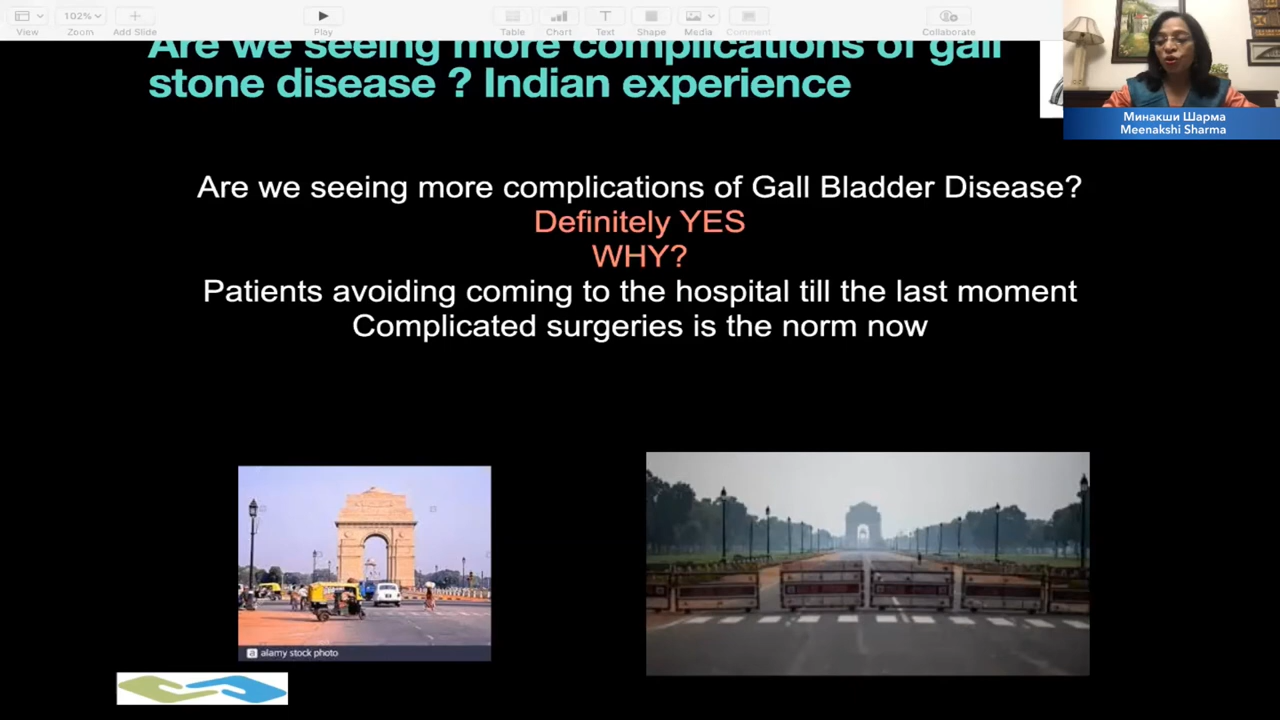 102%
View
Zoom
Add Slide
Play
Table
Chart
Text
Shape
Media
Comment
Collaborate
Are we seeing more complications of gall
stone disease ? Indian experience
Минакши Шарма
Meenakshi Sharma
Are we seeing more complications of Gall Bladder Disease?
Definitely YES
WHY?
Patients avoiding coming to the hospital till the last moment
Complicated surgeries is the norm now
a alamy stock photo